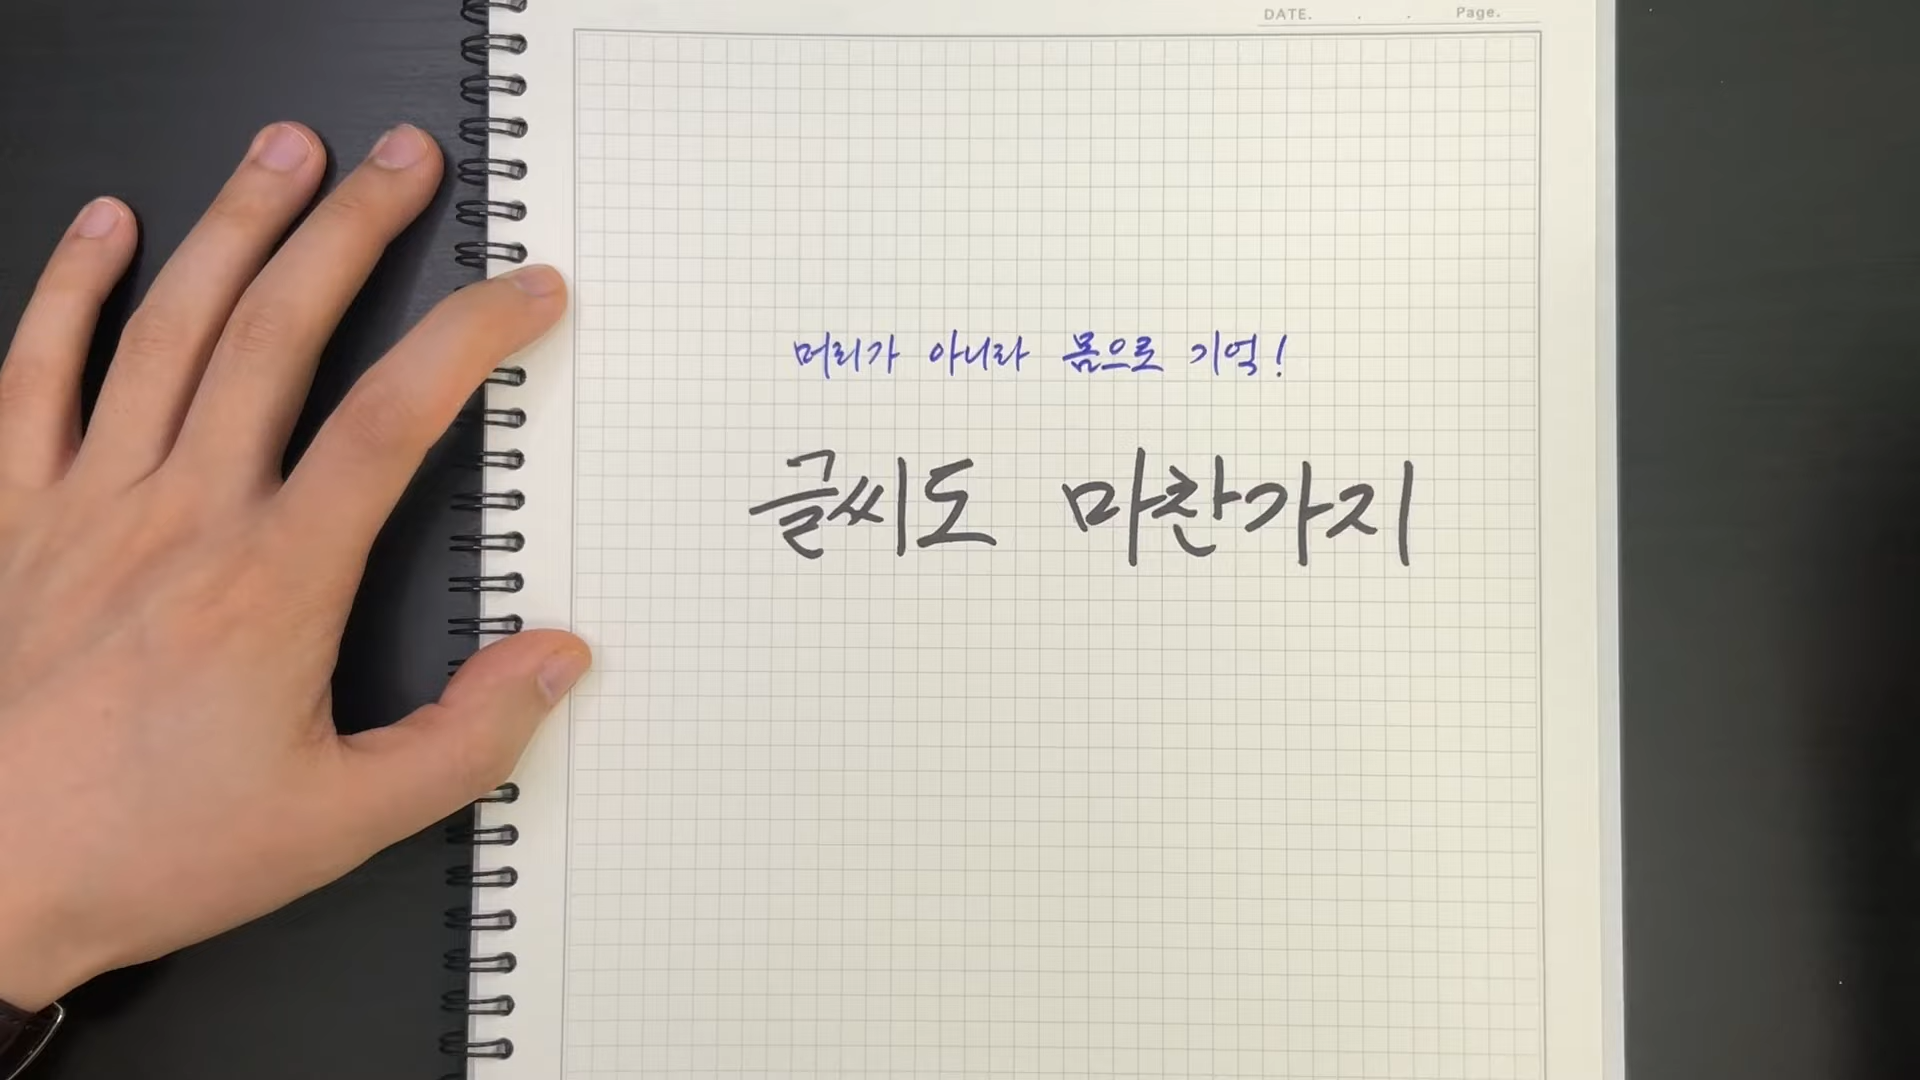 DATE. . . Page.
머리가 아니라 몸으로 기억!
글씨도 마찬가지